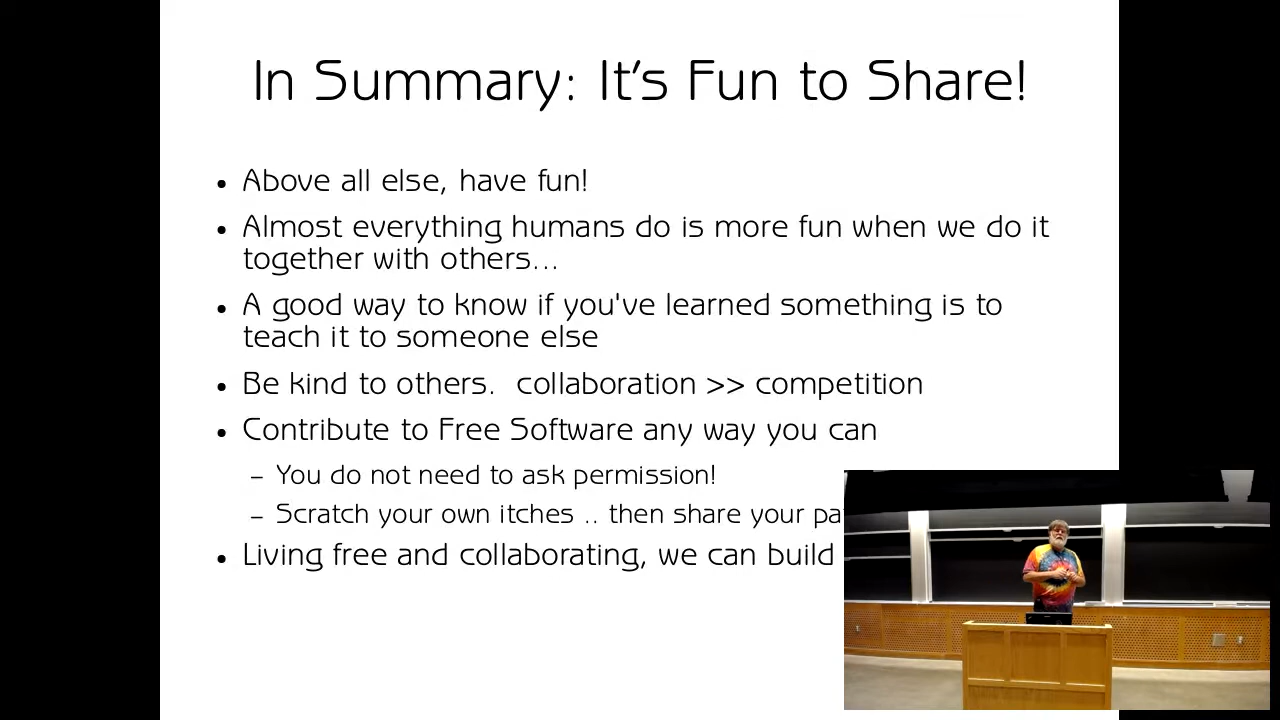 In Summary: It's Fun to Share!
• Above all else, have fun!
• Almost everything humans do is more fun when we do it
together with others...
• A good way to know if you've learned something is to
teach it to someone else
• Be kind to others.  collaboration >> competition
• Contribute to Free Software any way you can
– You do not need to ask permission!
– Scratch your own itches .. then share your
• Living free and collaborating, we can build